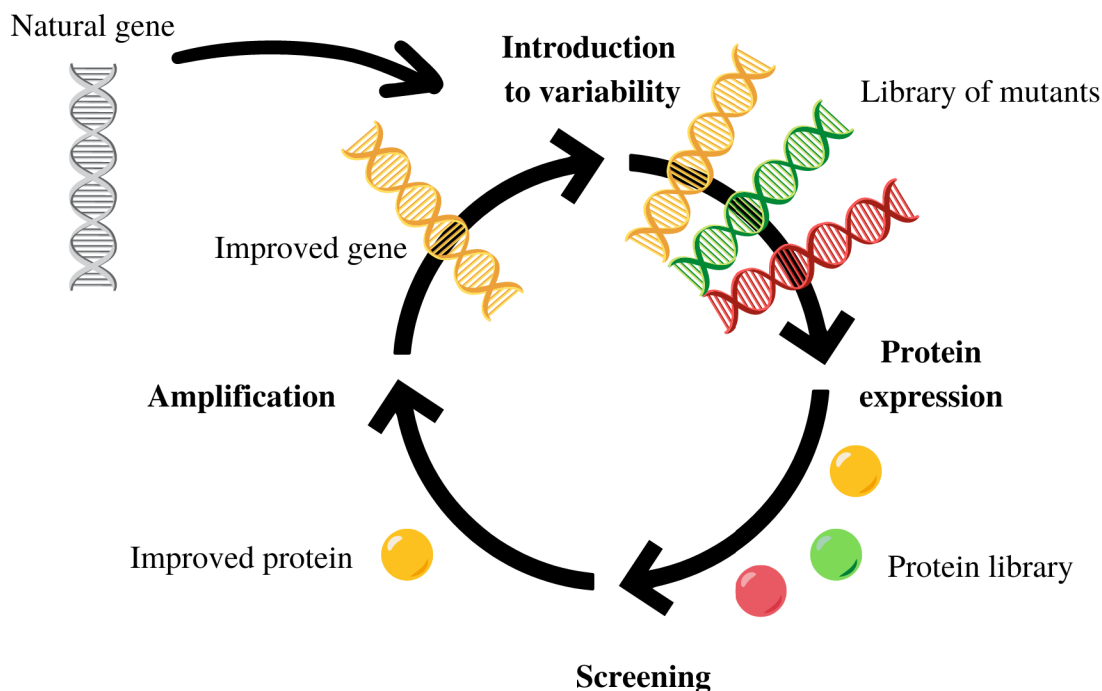 Natural gene
Introduction
to variability
Library of mutants
Improved gene
Protein
expression
Amplification
Improved protein
Protein library
Screening